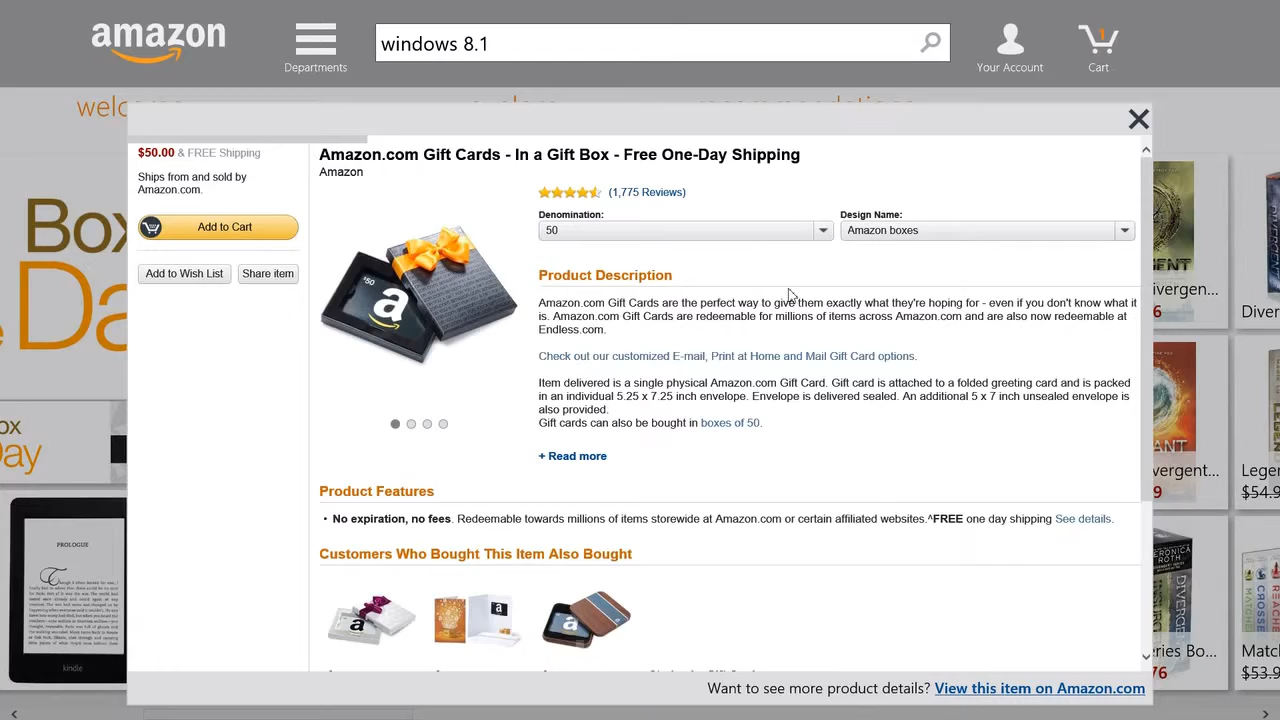 amazon
Departments
windows 8.1
Your Account
1
Cart
$50.00 & FREE Shipping
Ships from and sold by
Amazon.com.
Add to Cart
Add to Wish List
Share item
Amazon.com Gift Cards - In a Gift Box - Free One-Day Shipping
Amazon
(1,775 Reviews)
Denomination:
Design Name:
50
Amazon boxes
$50
Product Description
Amazon.com Gift Cards are the perfect way to give them exactly what they're hoping for - even if you don't know what it
is. Amazon.com Gift Cards are redeemable for millions of items across Amazon.com and are also now redeemable at
Endless.com.
Check out our customized E-mail, Print at Home and Mail Gift Card options.
Item delivered is a single physical Amazon.com Gift Card. Gift card is attached to a folded greeting card and is packed
in an individual 5.25 x 7.25 inch envelope. Envelope is delivered sealed. An additional 5 x 7 inch unsealed envelope is
also provided.
Gift cards can also be bought in boxes of 50.
+ Read more
Product Features
• No expiration, no fees. Redeemable towards millions of items storewide at Amazon.com or certain affiliated websites.^FREE one day shipping See details.
Customers Who Bought This Item Also Bought
Want to see more product details? View this item on Amazon.com
PROLOGUE
kindle